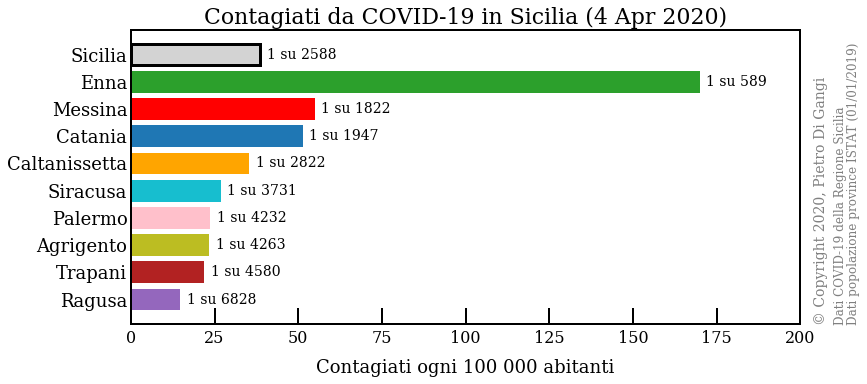 Contagiati da COVID-19 in Sicilia (4 Apr 2020)
Sicilia 1 su 2588
Enna 1 su 589
Messina 1 su 1822
Catania 1 su 1947
Caltanissetta 1 su 2822
Siracusa 1 su 3731
Palermo 1 su 4232
Agrigento 1 su 4263
Trapani 1 su 4580
Ragusa 1 su 6828
0 25 50 75 100 125 150 175 200
Contagiati ogni 100 000 abitanti
© Copyright 2020, Pietro Di Gangi
Dati COVID-19 della Regione Sicilia
Dati popolazione province ISTAT (01/01/2019)